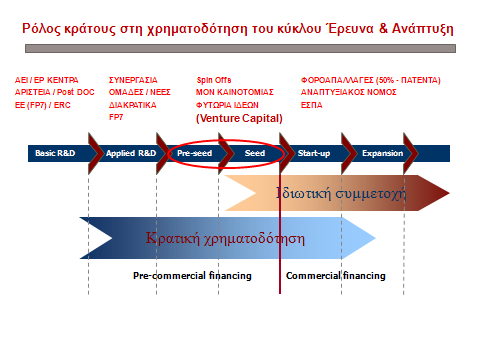 Ρόλος κράτους στη χρηματοδότηση του κύκλου Έρευνα & Ανάπτυξη
ΑΕΙ / ΕΡ ΚΕΝΤΡΑ
ΑΡΙΣΤΕΙΑ / Post DOC
ΕΕ (FP7) / ERC
ΣΥΝΕΡΓΑΣΙΑ
ΟΜΑΔΕΣ / ΝΕΕΣ
ΔΙΑΚΡΑΤΙΚΑ
FP7
Spin Offs
ΜΟΝ ΚΑΙΝΟΤΟΜΙΑΣ
ΦΥΤΩΡΙΑ ΙΔΕΩΝ
(Venture Capital)
ΦΟΡΟΑΠΑΛΛΑΓΕΣ (50% - ΠΑΤΕΝΤΑ)
ΑΝΑΠΤΥΞΙΑΚΟΣ ΝΟΜΟΣ
ΕΣΠΑ
Basic R&D
Applied R&D
Pre-seed
Seed
Start-up
Expansion
Ιδιωτική συμμετοχή
Κρατική χρηματοδότηση
Pre-commercial financing
Commercial financing